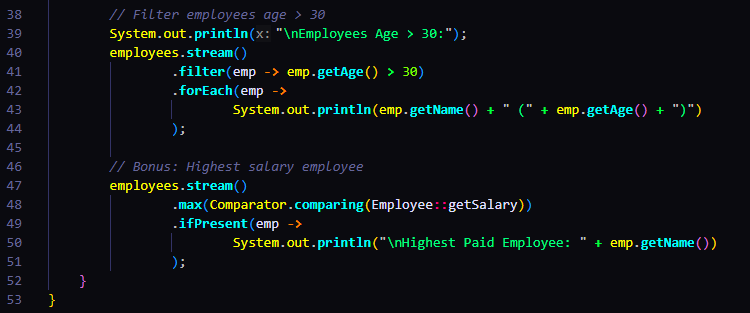 38 // Filter employees age > 30
39 System.out.println(x: "\nEmployees Age > 30:");
40 employees.stream()
41 .filter(emp -> emp.getAge() > 30)
42 .forEach(emp ->
43 System.out.println(emp.getName() + " (" + emp.getAge() + ")")
44 );
45
46 // Bonus: Highest salary employee
47 employees.stream()
48 .max(Comparator.comparing(Employee::getSalary))
49 .ifPresent(emp ->
50 System.out.println("\nHighest Paid Employee: " + emp.getName())
51 );
52 }
53 }